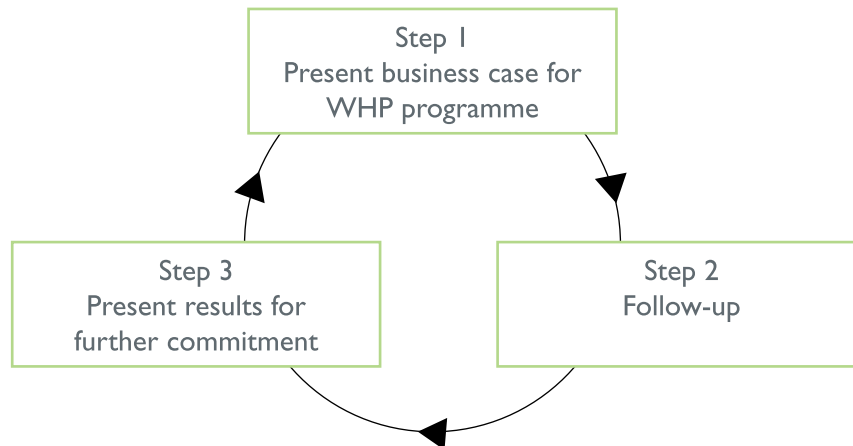 Step 1
Present business case for
WHP programme
Step 3
Present results for
further commitment
Step 2
Follow-up